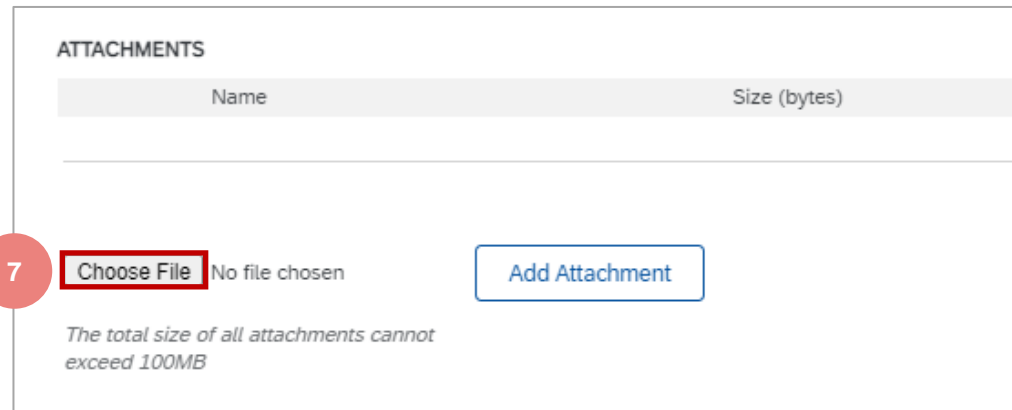 ATTACHMENTS
Name Size (bytes)
7 Choose File No file chosen Add Attachment
The total size of all attachments cannot
exceed 100MB